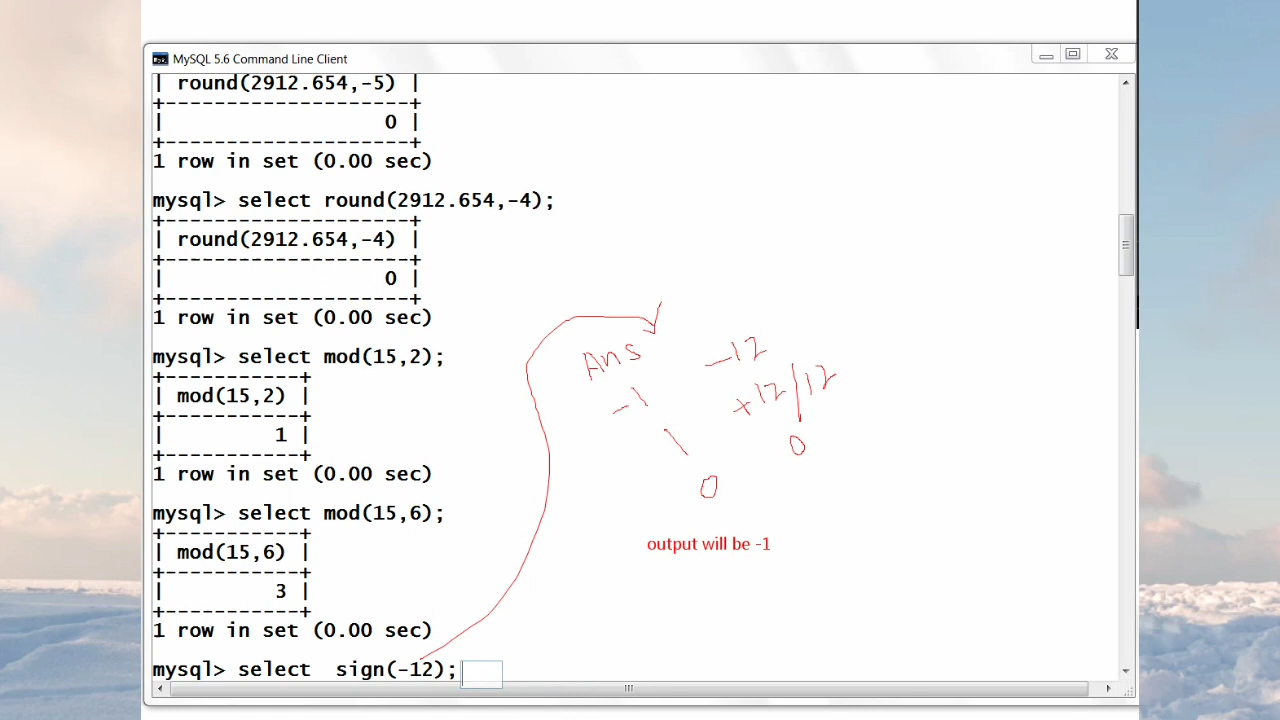 MySQL 5.6 Command Line Client
| round(2912.654,-5) |
+--------------------+
| 0 |
+--------------------+
1 row in set (0.00 sec)
mysql> select round(2912.654,-4);
+--------------------+
| round(2912.654,-4) |
+--------------------+
| 0 |
+--------------------+
1 row in set (0.00 sec)
mysql> select mod(15,2);
+-----------+
| mod(15,2) |
+-----------+
| 1 |
+-----------+
1 row in set (0.00 sec)
mysql> select mod(15,6);
+-----------+
| mod(15,6) |
+-----------+
| 3 |
+-----------+
1 row in set (0.00 sec)
mysql> select  sign(-12);
Ans
-12
+12/12
-1
0
0
output will be -1